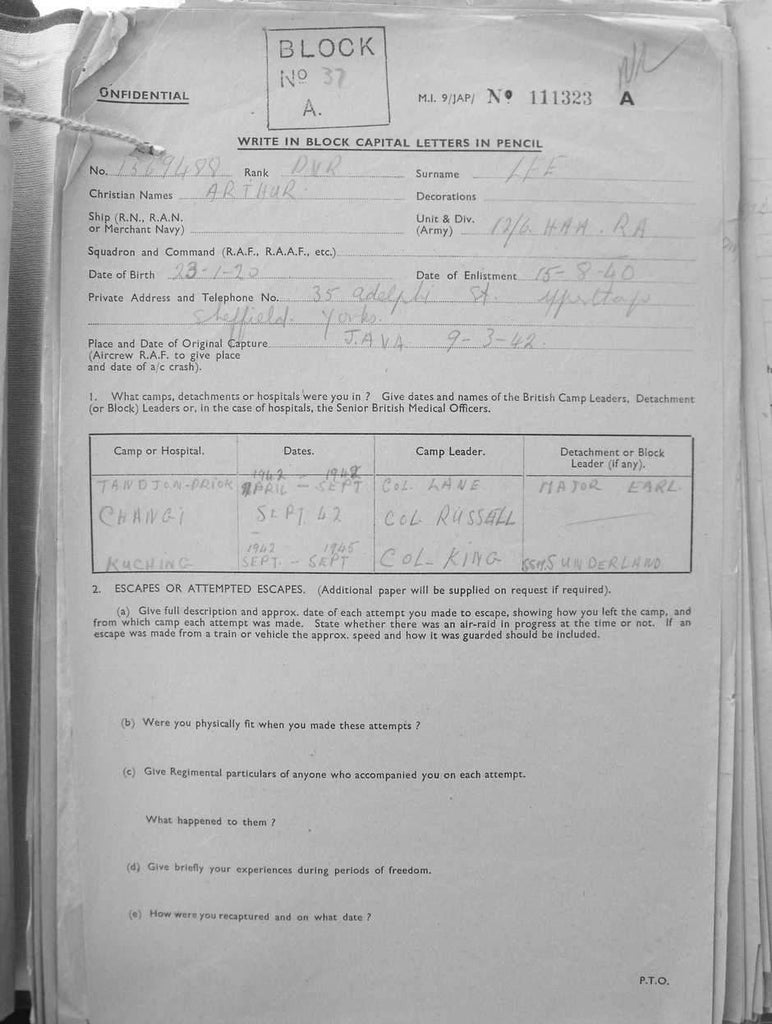 BLOCK
No 37
A.
ONFIDENTIAL
M.I. 9/JAP/ No 111323 A
WRITE IN BLOCK CAPITAL LETTERS IN PENCIL
No. 1569488 Rank DVR Surname LEE
Christian Names ARTHUR Decorations
Ship (R.N., R.A.N. or Merchant Navy)
Unit & Div. (Army) 12/6 HAA. RA
Squadron and Command (R.A.F., R.A.A.F., etc.)
Date of Birth 23-1-20 Date of Enlistment 15-8-40
Private Address and Telephone No. 35 Adelphi St.
Sheffield. Yorks.
Place and Date of Original Capture JAVA 9-3-42.
(Aircrew R.A.F. to give place
and date of a/c crash).
1. What camps, detachments or hospitals were you in ? Give dates and names of the British Camp Leaders, Detachment
(or Block) Leaders or, in the case of hospitals, the Senior British Medical Officers.
Camp or Hospital. Dates. Camp Leader. Detachment or Block Leader (if any).
1942 1942
TANDJON-PRIOK APRIL - SEPT COL LANE MAJOR EARL.
CHANGI SEPT 42 COL RUSSELL
1942 1945
KUCHING SEPT. - SEPT COL- KING SUNDERLAND
2. ESCAPES OR ATTEMPTED ESCAPES. (Additional paper will be supplied on request if required).
(a) Give full description and approx. date of each attempt you made to escape, showing how you left the camp, and
from which camp each attempt was made. State whether there was an air-raid in progress at the time or not. If an
escape was made from a train or vehicle the approx. speed and how it was guarded should be included.
(b) Were you physically fit when you made these attempts ?
(c) Give Regimental particulars of anyone who accompanied you on each attempt.
What happened to them ?
(d) Give briefly your experiences during periods of freedom.
(e) How were you recaptured and on what date ?
P.T.O.